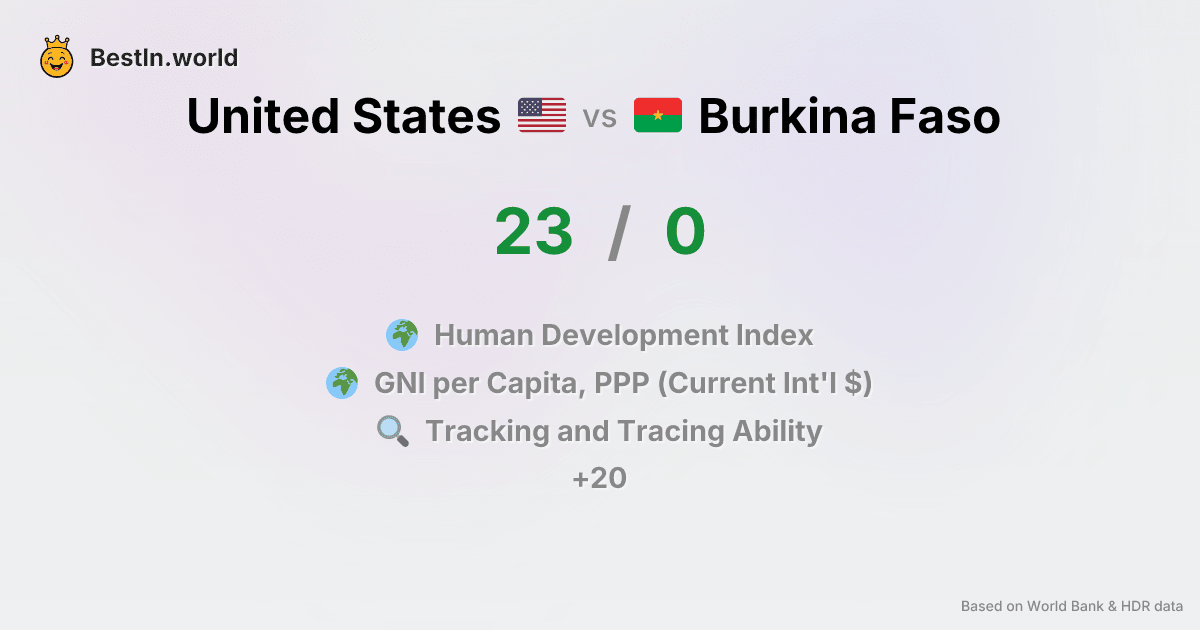 BestIn.world
United States vs Burkina Faso
23 / 0
Human Development Index
GNI per Capita, PPP (Current Int'l $)
Tracking and Tracing Ability
+20
Based on World Bank & HDR data